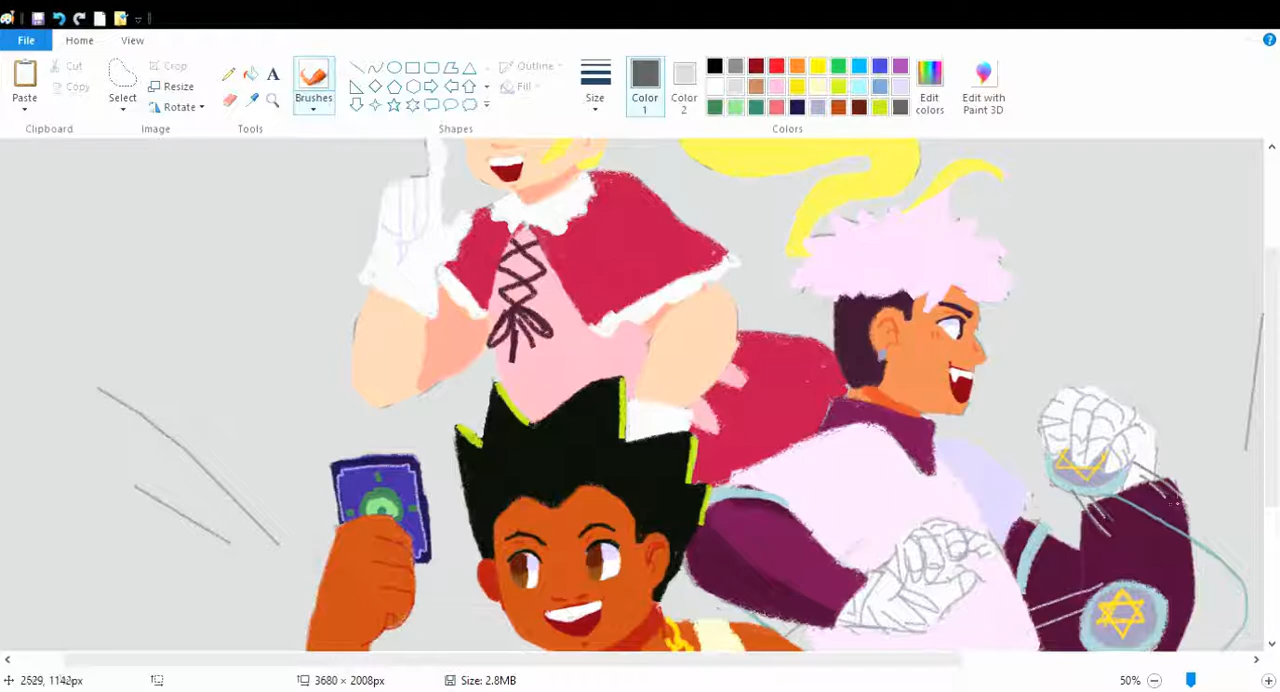 File Home View
Paste
Cut
Copy
Select
Crop
Resize
Rotate
A
Brushes
Outline
Fill
Size
Color
1
Color
2
Edit
colors
Edit with
Paint 3D
Clipboard Image Tools Shapes Colors
2529, 1142px 3680 × 2008px Size: 2.8MB 50%